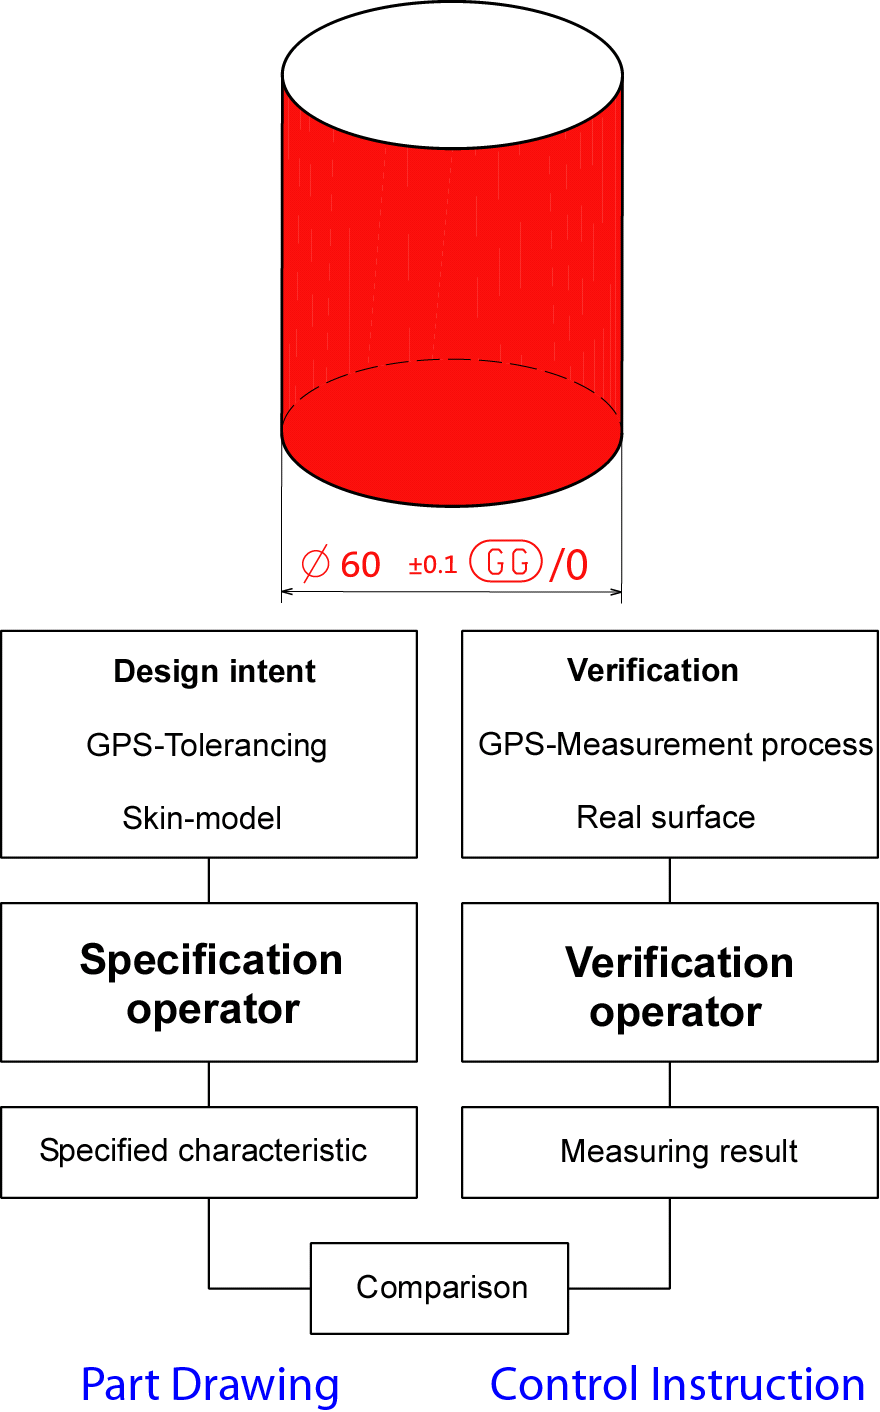 ∅ 60 ±0.1 GG /0
Design intent
GPS-Tolerancing
Skin-model
Verification
GPS-Measurement process
Real surface
Specification
operator
Verification
operator
Specified characteristic
Measuring result
Comparison
Part Drawing
Control Instruction